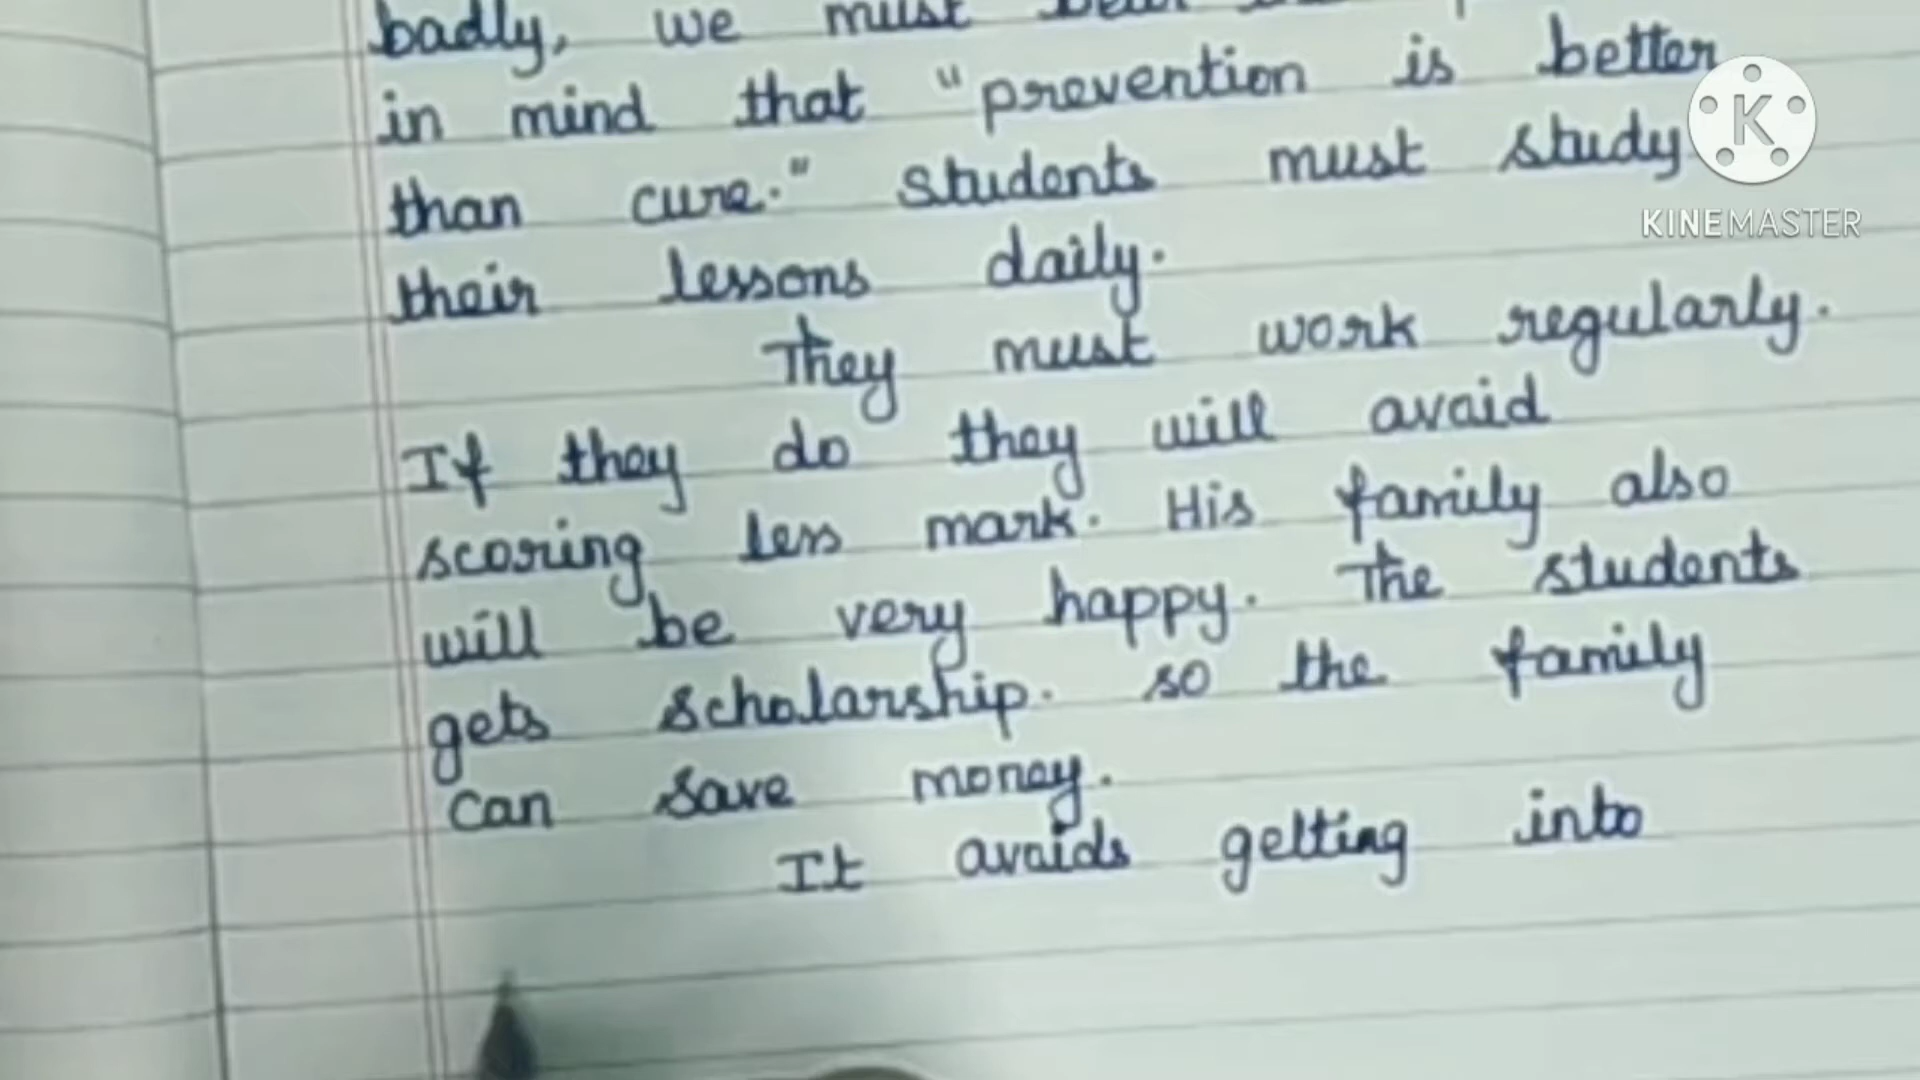 badly, we must
in mind that "prevention is better
than cure." students must study
their lessons daily.
They must work regularly.
If they do they will avoid
scoring less mark. His family also
will be very happy. The students
gets scholarship. so the family
can save money.
It avoids getting into
K
KINEMASTER